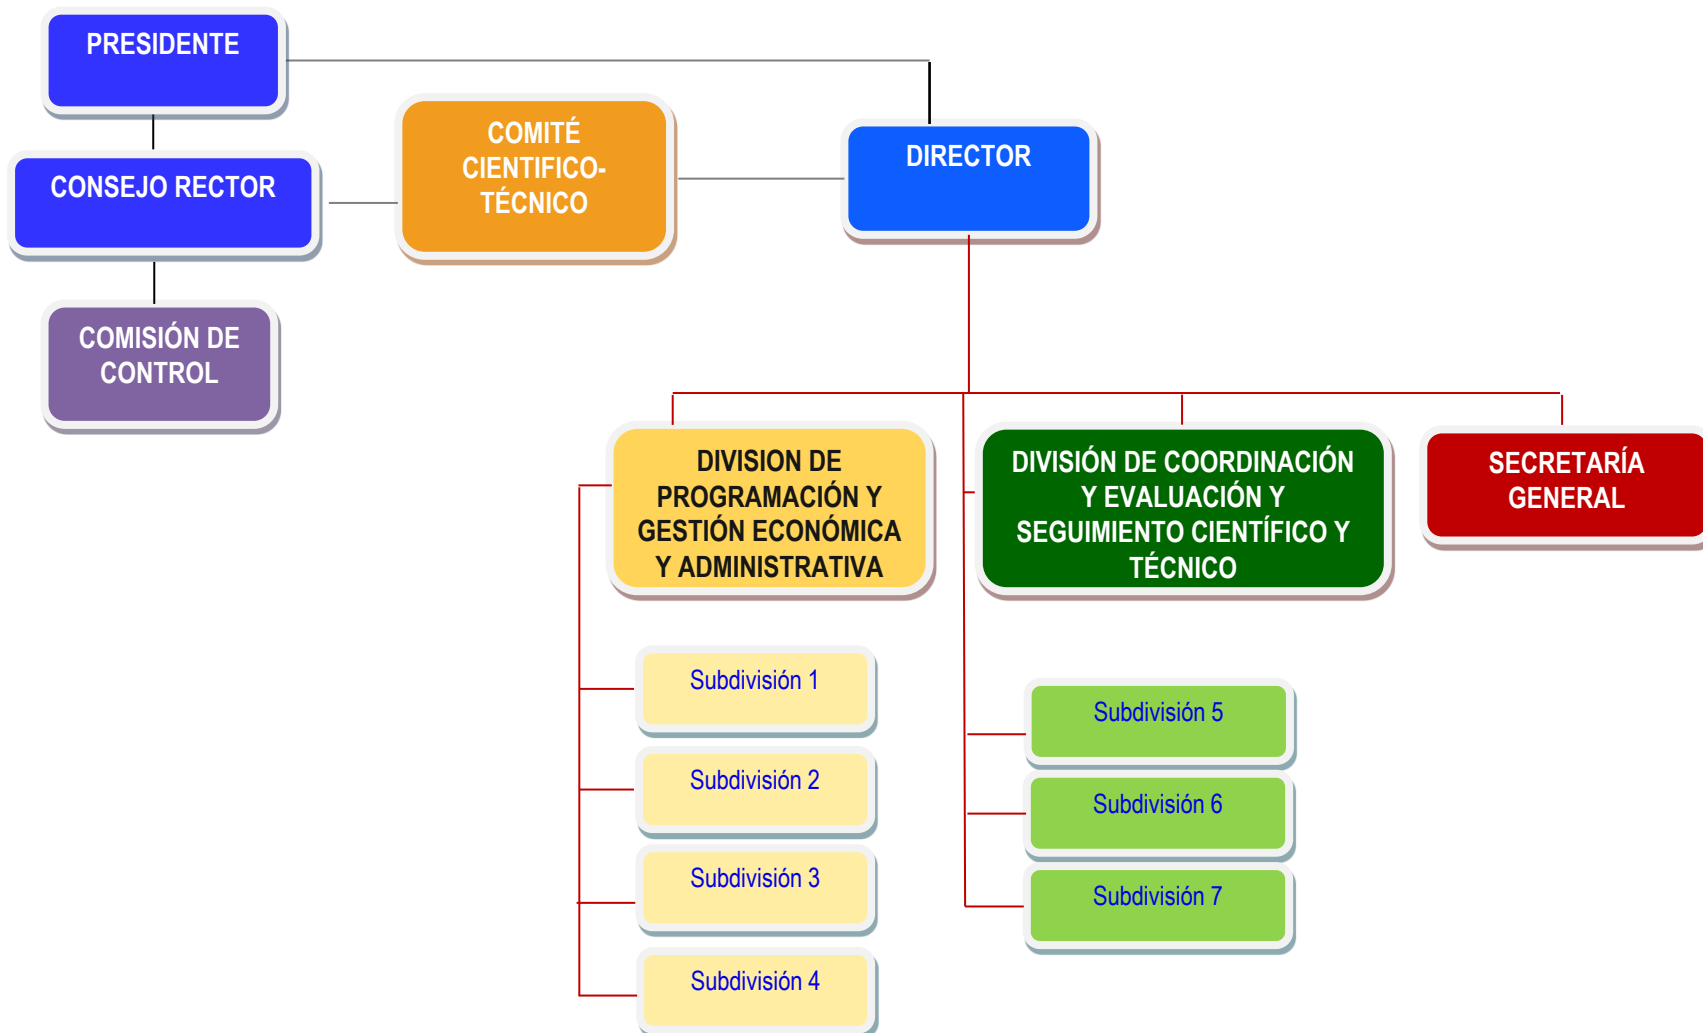 PRESIDENTE
CONSEJO RECTOR
COMISIÓN DE
CONTROL
COMITÉ
CIENTIFICO-
TÉCNICO
DIRECTOR
DIVISION DE
PROGRAMACIÓN Y
GESTIÓN ECONÓMICA
Y ADMINISTRATIVA
Subdivisión 1
Subdivisión 2
Subdivisión 3
Subdivisión 4
DIVISIÓN DE COORDINACIÓN
Y EVALUACIÓN Y
SEGUIMIENTO CIENTÍFICO Y
TÉCNICO
Subdivisión 5
Subdivisión 6
Subdivisión 7
SECRETARÍA
GENERAL